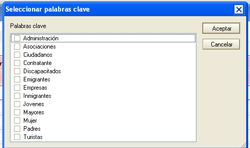 Seleccionar palabras clave
Palabras clave
Aceptar
Cancelar
Administración
Asociaciones
Ciudadanos
Contratante
Discapacitados
Emigrantes
Empresas
Inmigrantes
Jovenes
Mayores
Mujer
Padres
Turistas